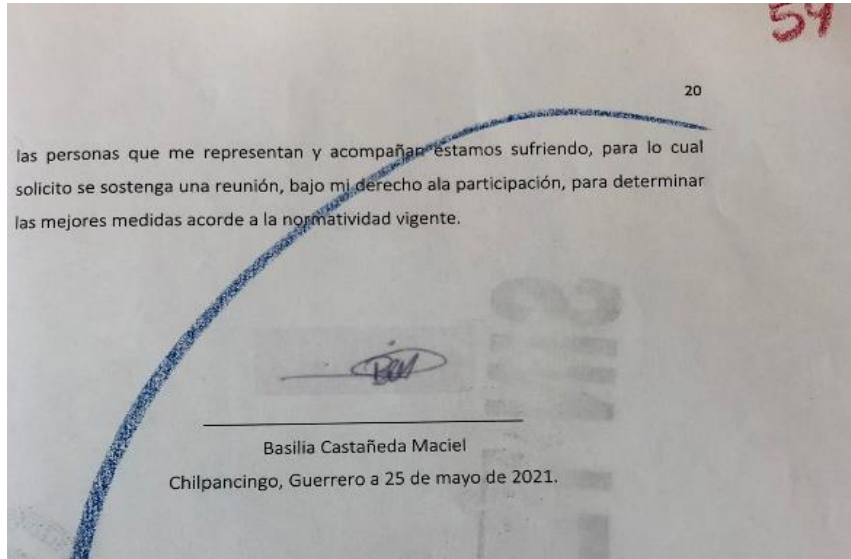 54
20
las personas que me representan y acompañan estamos sufriendo, para lo cual
solicito se sostenga una reunión, bajo mi derecho ala participación, para determinar
las mejores medidas acorde a la normatividad vigente.
Basilia Castañeda Maciel
Chilpancingo, Guerrero a 25 de mayo de 2021.